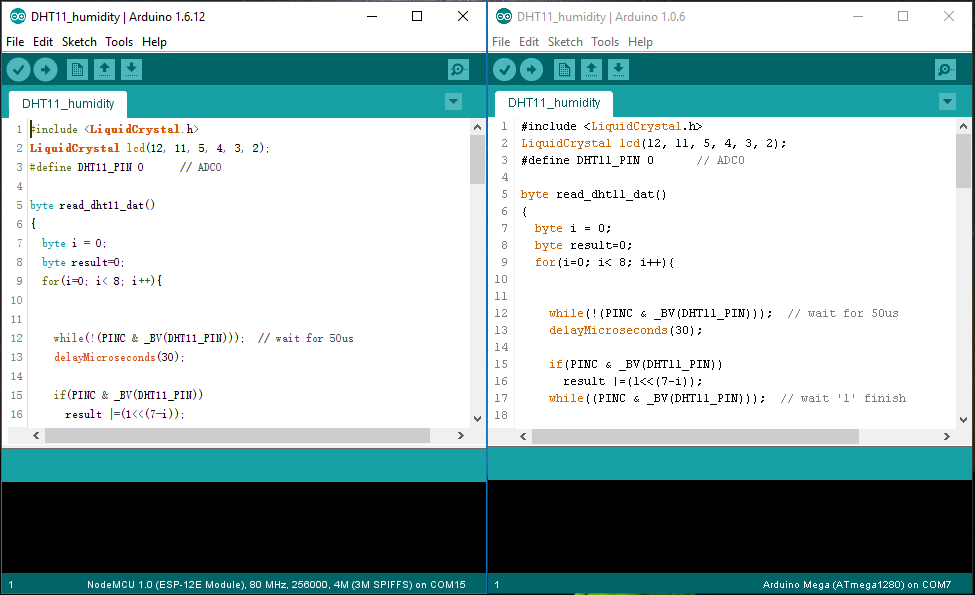 DHT11_humidity | Arduino 1.6.12
File Edit Sketch Tools Help
DHT11_humidity
1 #include <LiquidCrystal.h>
2 LiquidCrystal lcd(12, 11, 5, 4, 3, 2);
3 #define DHT11_PIN 0 // ADC0
4
5 byte read_dht11_dat()
6 {
7 byte i = 0;
8 byte result=0;
9 for(i=0; i< 8; i++){
10
11
12 while(!(PINC & _BV(DHT11_PIN))); // wait for 50us
13 delayMicroseconds(30);
14
15 if(PINC & _BV(DHT11_PIN))
16 result |=(1<<(7-i));
1 NodeMCU 1.0 (ESP-12E Module), 80 MHz, 256000, 4M (3M SPIFFS) on COM15
DHT11_humidity | Arduino 1.0.6
File Edit Sketch Tools Help
DHT11_humidity
1 #include <LiquidCrystal.h>
2 LiquidCrystal lcd(12, 11, 5, 4, 3, 2);
3 #define DHT11_PIN 0 // ADC0
4
5 byte read_dht11_dat()
6 {
7 byte i = 0;
8 byte result=0;
9 for(i=0; i< 8; i++){
10
11
12 while(!(PINC & _BV(DHT11_PIN))); // wait for 50us
13 delayMicroseconds(30);
14
15 if(PINC & _BV(DHT11_PIN))
16 result |=(1<<(7-i));
17 while((PINC & _BV(DHT11_PIN))); // wait '1' finish
18
1 Arduino Mega (ATmega1280) on COM7